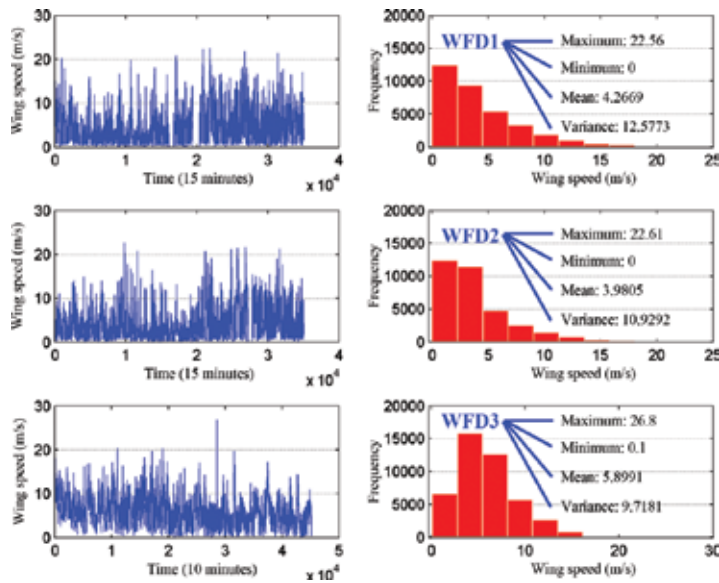 30
20
10
0
Wing speed (m/s)
0 1 2 3 4
Time (15 minutes)
× 10⁴
20000
15000
10000
5000
0
Frequency
WFD1
Maximum: 22.56
Minimum: 0
Mean: 4.2669
Variance: 12.5773
0 5 10 15 20 25
Wing speed (m/s)
30
20
10
0
Wing speed (m/s)
0 1 2 3 4
Time (15 minutes)
× 10⁴
20000
15000
10000
5000
0
Frequency
WFD2
Maximum: 22.61
Minimum: 0
Mean: 3.9805
Variance: 10.9292
0 5 10 15 20 25
Wing speed (m/s)
30
20
10
0
Wing speed (m/s)
0 1 2 3 4 5
Time (10 minutes)
× 10⁴
20000
15000
10000
5000
0
Frequency
WFD3
Maximum: 26.8
Minimum: 0.1
Mean: 5.8991
Variance: 9.7181
0 10 20 30
Wing speed (m/s)